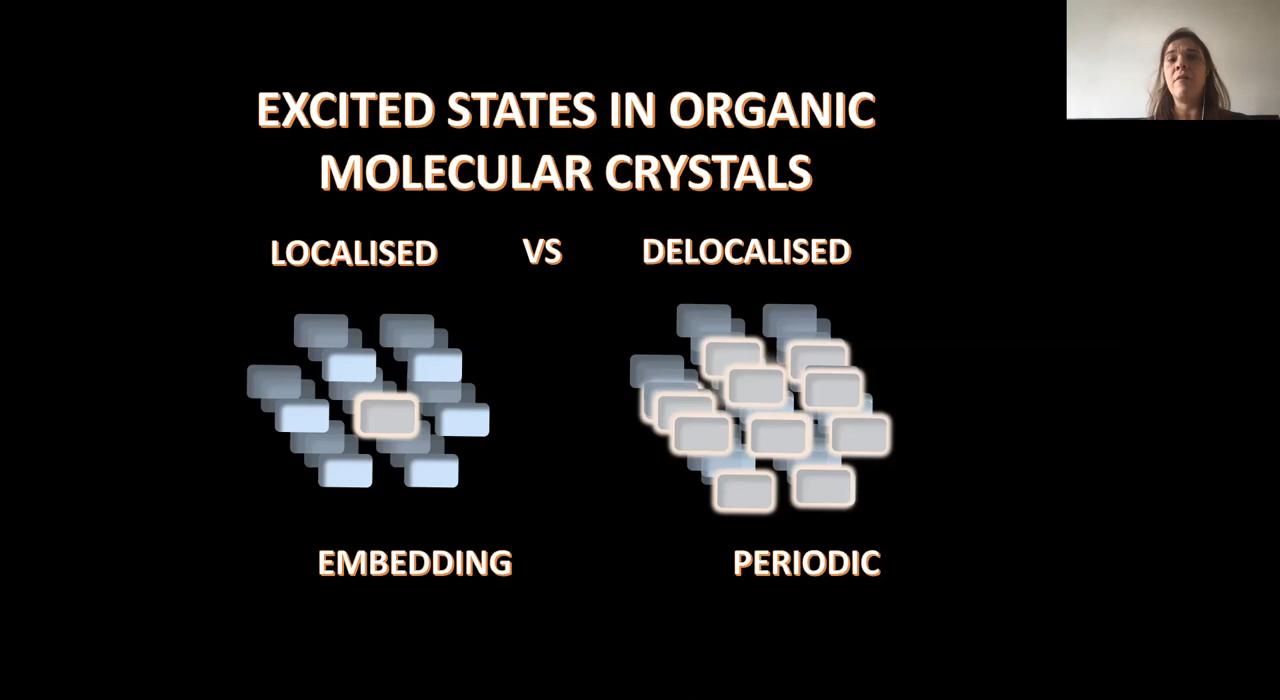 EXCITED STATES IN ORGANIC
MOLECULAR CRYSTALS
LOCALISED VS DELOCALISED
EMBEDDING PERIODIC